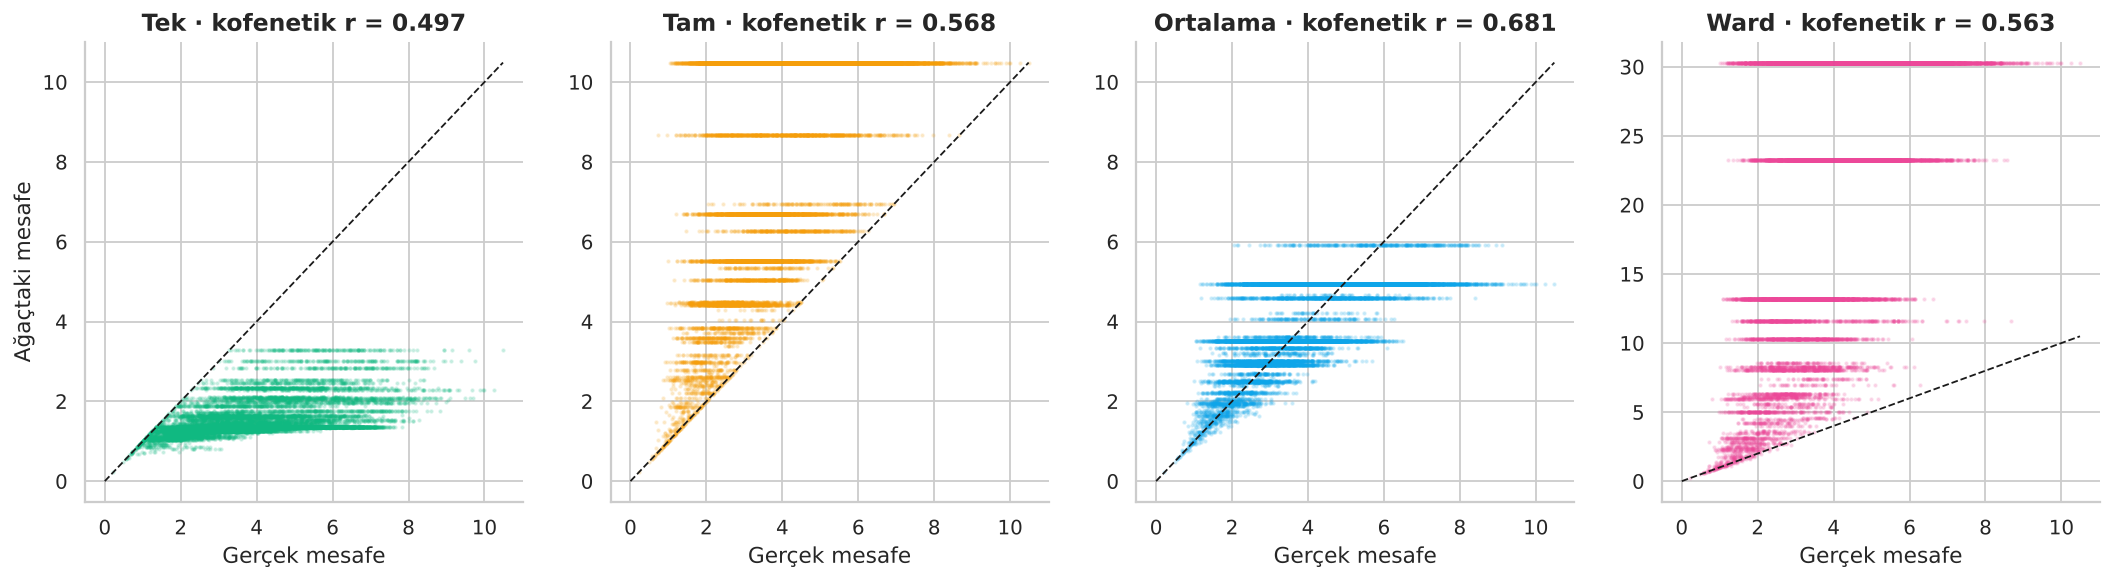 Tek · kofenetik r = 0.497
Ağaçtaki mesafe
10
8
6
4
2
0
0 2 4 6 8 10
Gerçek mesafe
Tam · kofenetik r = 0.568
10
8
6
4
2
0
0 2 4 6 8 10
Gerçek mesafe
Ortalama · kofenetik r = 0.681
10
8
6
4
2
0
0 2 4 6 8 10
Gerçek mesafe
Ward · kofenetik r = 0.563
30
25
20
15
10
5
0
0 2 4 6 8 10
Gerçek mesafe